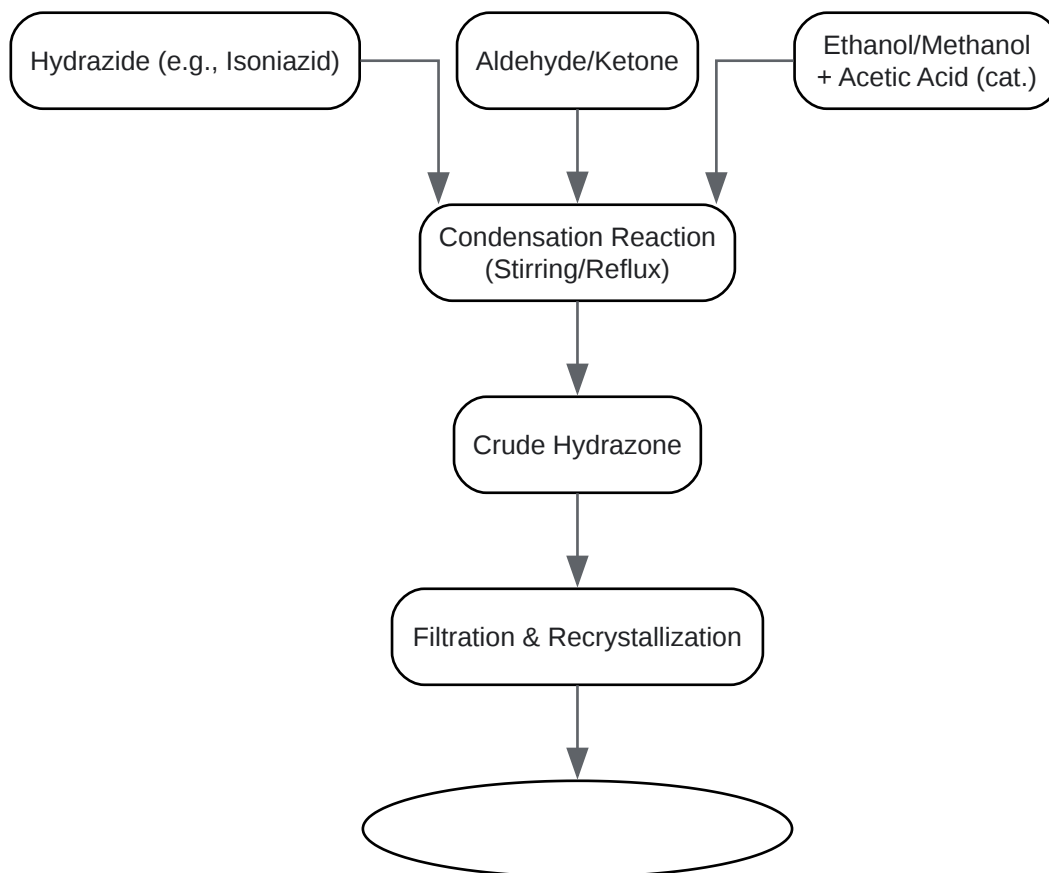 Hydrazide (e.g., Isoniazid)
Aldehyde/Ketone
Ethanol/Methanol
+ Acetic Acid (cat.)
Condensation Reaction
(Stirring/Reflux)
Crude Hydrazone
Filtration & Recrystallization